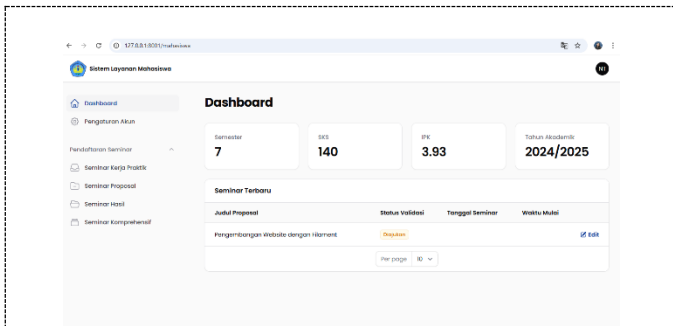 127.0.0.1:8001/mahasiswa
Sistem Layanan Mahasiswa
Dashboard
Pengaturan Akun
Pendaftaran Seminar
Seminar Kerja Praktik
Seminar Proposal
Seminar Hasil
Seminar Komprehensif
Dashboard
Semester
7
SKS
140
IPK
3.93
Tahun Akademik
2024/2025
Seminar Terbaru
Judul Proposal Status Validasi Tanggal Seminar Waktu Mulai
Pengembangan Website dengan Filament Diajukan Edit
Per page 10